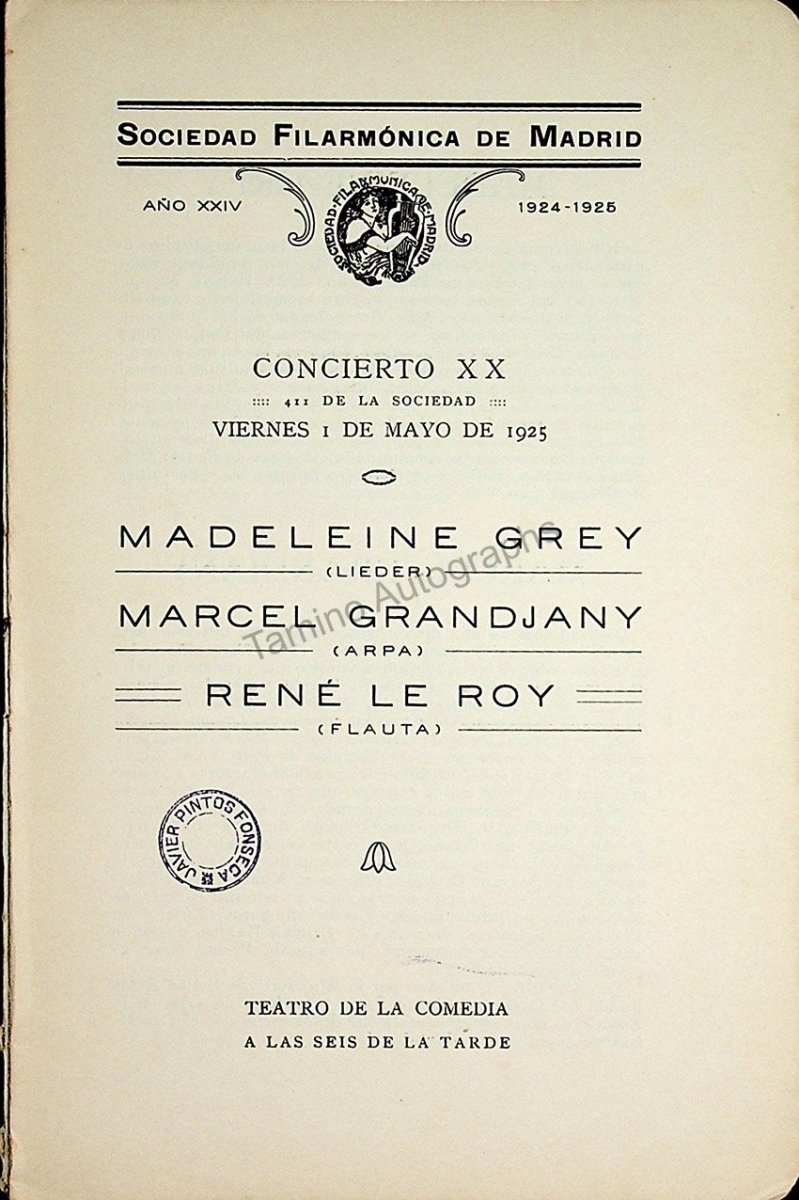 SOCIEDAD FILARMÓNICA DE MADRID
AÑO XXIV
SOCIEDAD·FILARMONICA·DE·MADRID
1924-1925
CONCIERTO XX
:::: 411 DE LA SOCIEDAD ::::
VIERNES 1 DE MAYO DE 1925
MADELEINE GREY
(LIEDER)
MARCEL GRANDJANY
(ARPA)
RENÉ LE ROY
(FLAUTA)
Tamino Autographs
JAVIER PINTOS FONSECA
TEATRO DE LA COMEDIA
A LAS SEIS DE LA TARDE